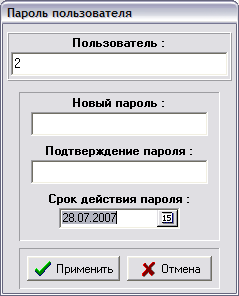 Пароль пользователя
Пользователь :
2
Новый пароль :
Подтверждение пароля :
Срок действия пароля :
28.07.2007 15
Применить Отмена